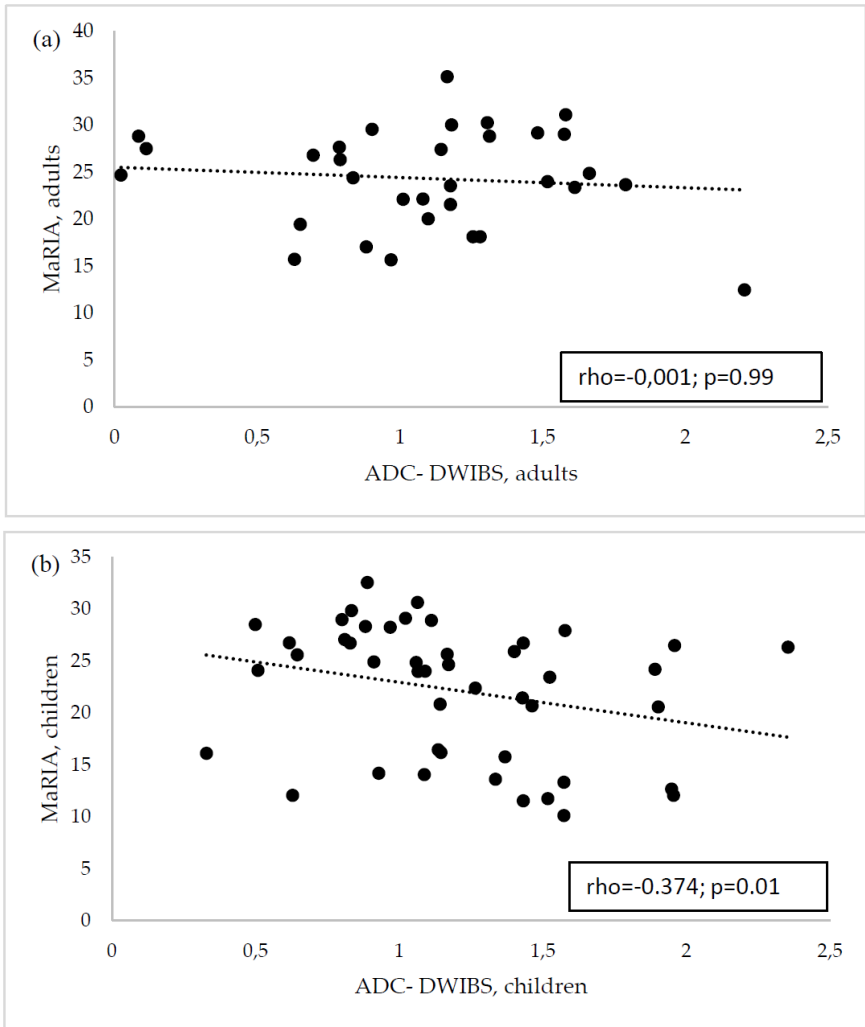 (a)
40
35
30
25
20
15
10
5
0
MaRIA, adults
rho=-0,001; p=0.99
0 0,5 1 1,5 2 2,5
ADC- DWIBS, adults
(b)
35
30
25
20
15
10
5
0
MaRIA, children
rho=-0.374; p=0.01
0 0,5 1 1,5 2 2,5
ADC- DWIBS, children